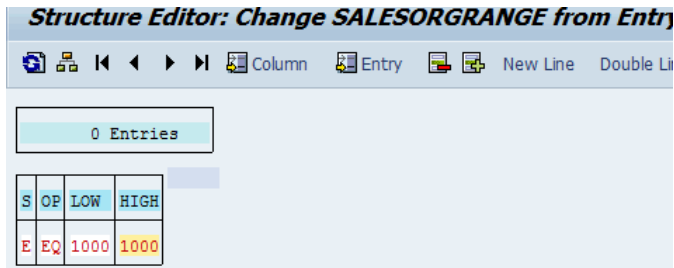 Structure Editor: Change SALESORGRANGE from Entry
Column Entry New Line Double Li
0 Entries
S OP LOW HIGH
E EQ 1000 1000